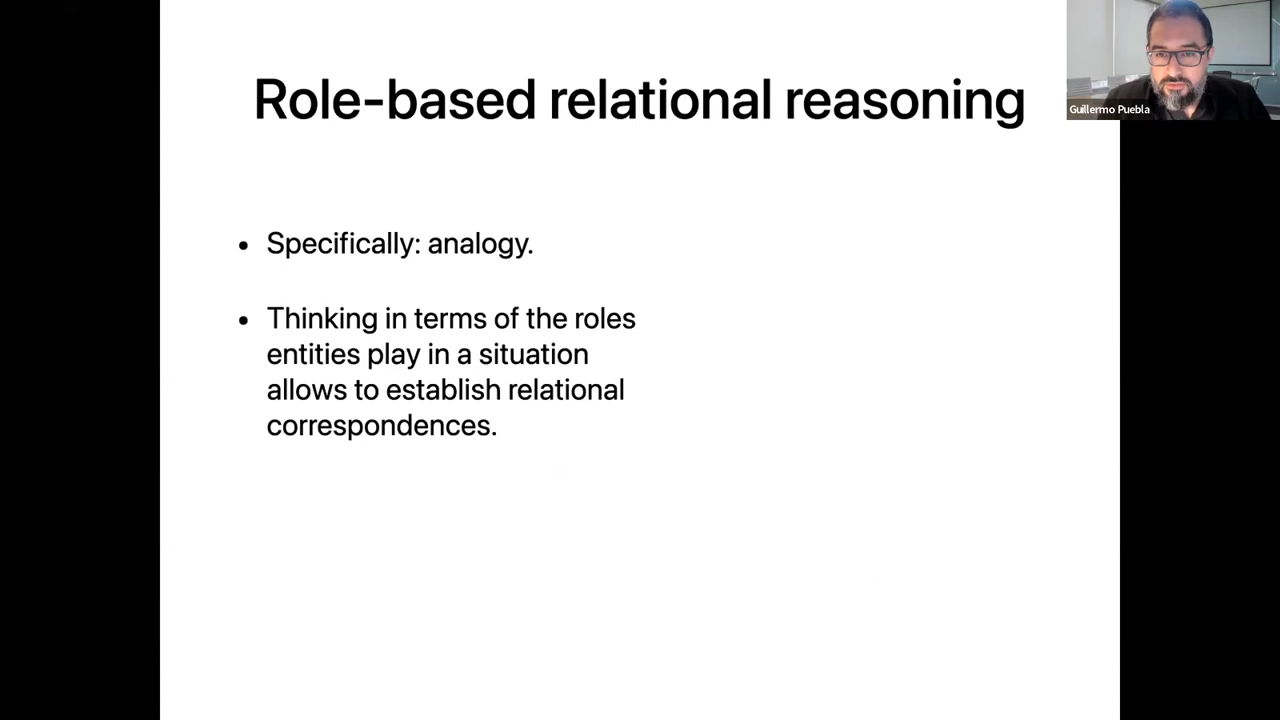 Role-based relational reasoning
Guillermo Puebla
• Specifically: analogy.
• Thinking in terms of the roles
entities play in a situation
allows to establish relational
correspondences.